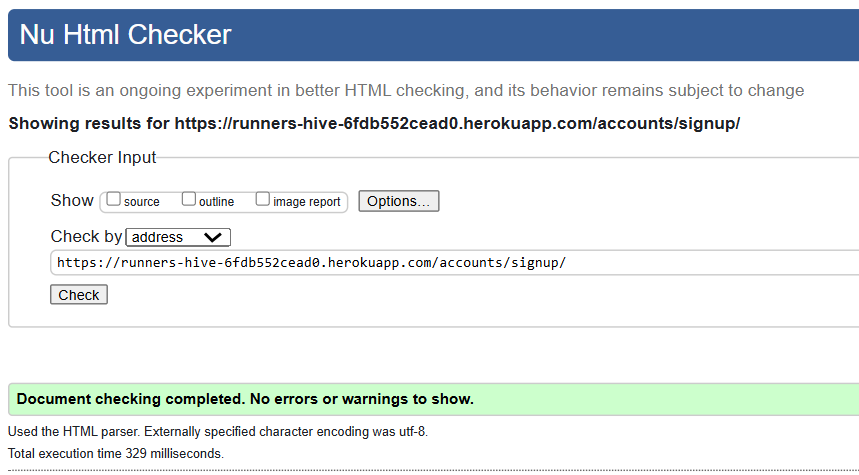 Nu Html Checker
This tool is an ongoing experiment in better HTML checking, and its behavior remains subject to change
Showing results for https://runners-hive-6fdb552cead0.herokuapp.com/accounts/signup/
Checker Input
Show source outline image report Options...
Check by address
https://runners-hive-6fdb552cead0.herokuapp.com/accounts/signup/
Check
Document checking completed. No errors or warnings to show.
Used the HTML parser. Externally specified character encoding was utf-8.
Total execution time 329 milliseconds.